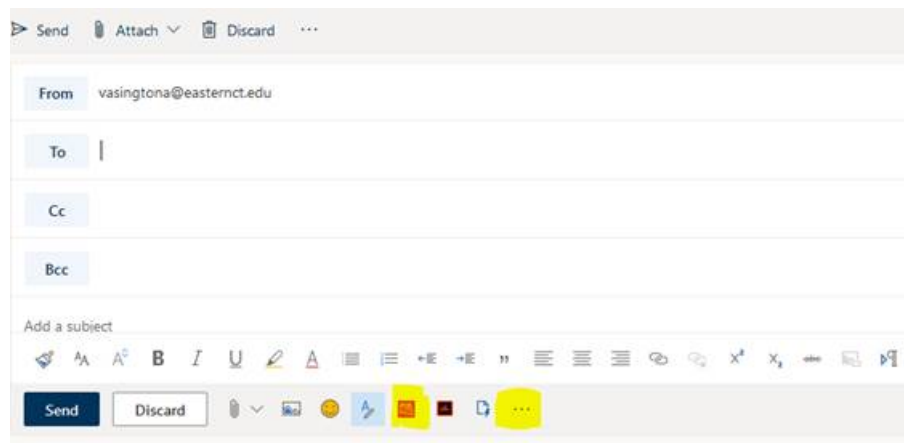 Send Attach Discard ...
From vasingtona@easternct.edu
To
Cc
Bcc
Add a subject
B I U A
Send Discard ...